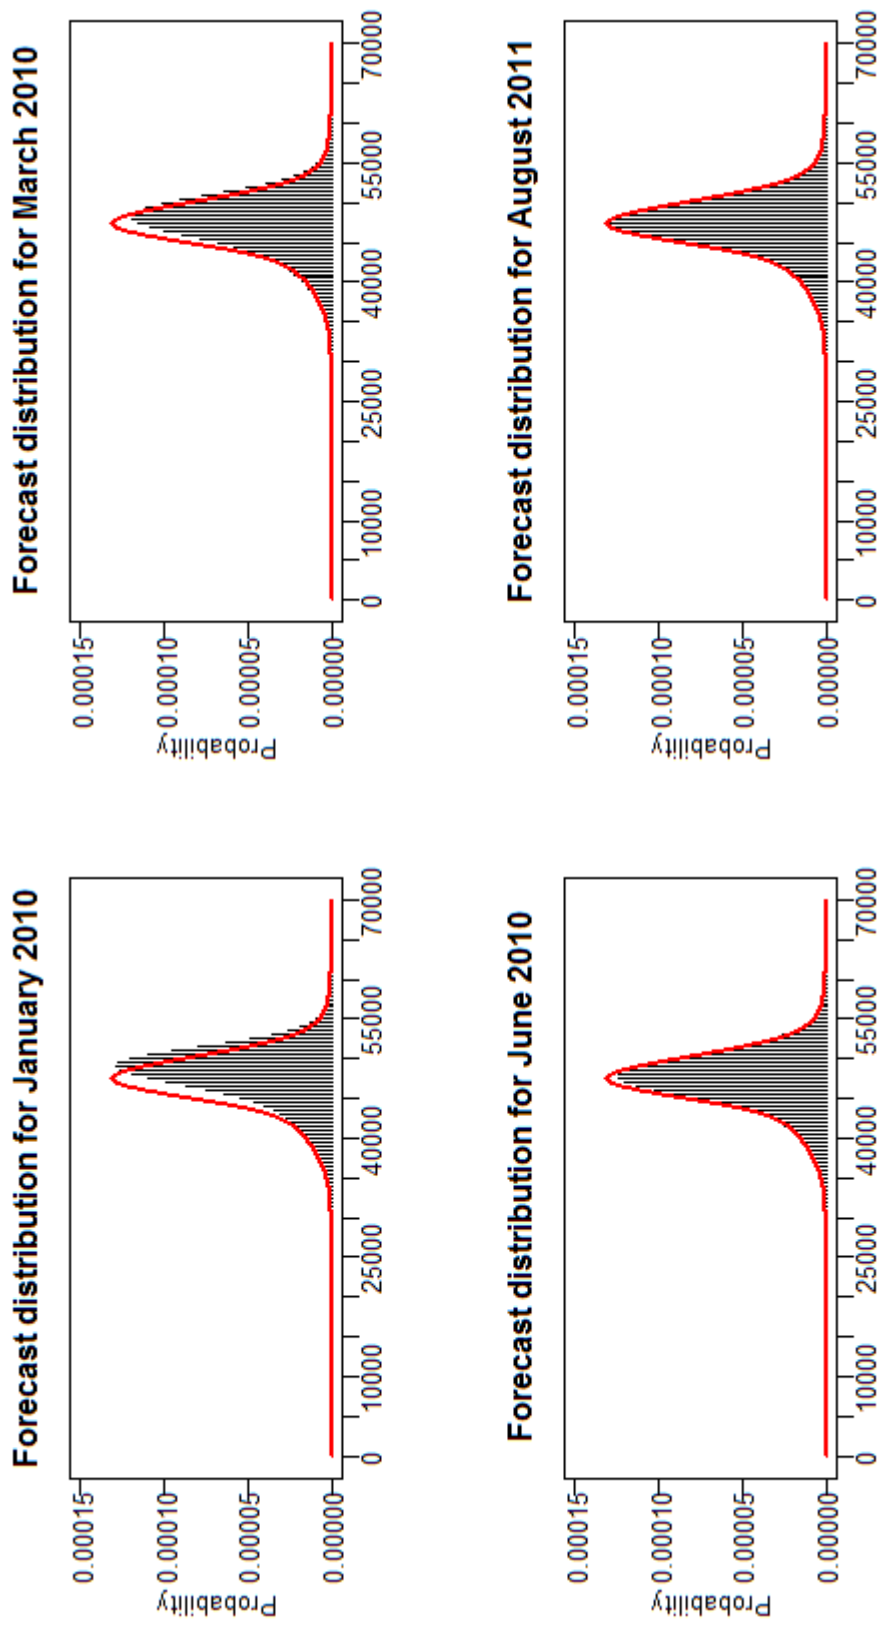 Forecast distribution for January 2010
Probability
0.00015
0.00010
0.00005
0.00000
0 10000 25000 40000 55000 70000
Forecast distribution for March 2010
Probability
0.00015
0.00010
0.00005
0.00000
0 10000 25000 40000 55000 70000
Forecast distribution for June 2010
Probability
0.00015
0.00010
0.00005
0.00000
0 10000 25000 40000 55000 70000
Forecast distribution for August 2011
Probability
0.00015
0.00010
0.00005
0.00000
0 10000 25000 40000 55000 70000